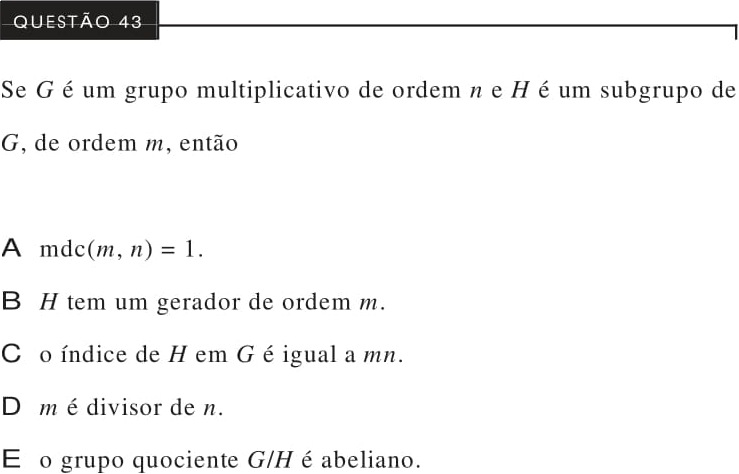 QUESTÃO 43
Se G é um grupo multiplicativo de ordem n e H é um subgrupo de
G, de ordem m, então
A mdc(m, n) = 1.
B H tem um gerador de ordem m.
C o índice de H em G é igual a mn.
D m é divisor de n.
E o grupo quociente G/H é abeliano.